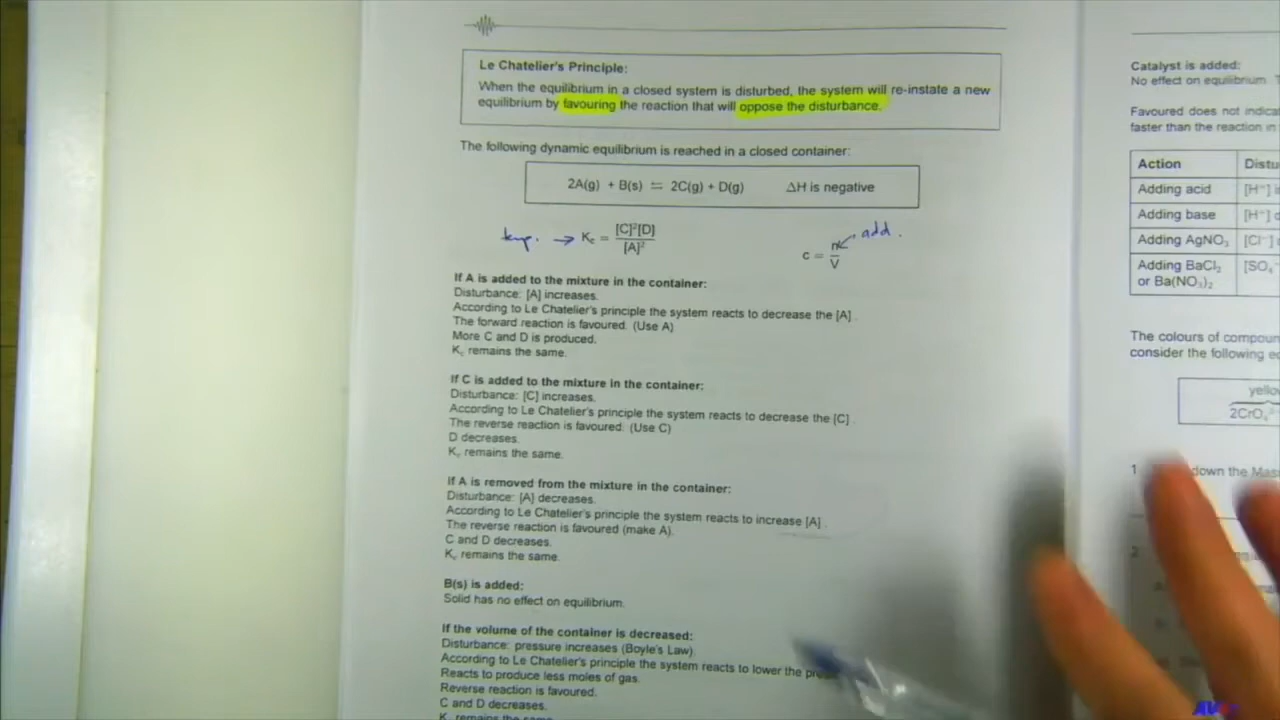 Le Chatelier's Principle:
When the equilibrium in a closed system is disturbed, the system will re-instate a new
equilibrium by favouring the reaction that will oppose the disturbance.
The following dynamic equilibrium is reached in a closed container:
2A(g) + B(s) ⇌ 2C(g) + D(g) ΔH is negative
temp. → Kc = [C]²[D] / [A]²
c = n/V add.
If A is added to the mixture in the container:
Disturbance: [A] increases.
According to Le Chatelier's principle the system reacts to decrease the [A].
The forward reaction is favoured. (Use A)
More C and D is produced.
Kc remains the same.
If C is added to the mixture in the container:
Disturbance: [C] increases.
According to Le Chatelier's principle the system reacts to decrease the [C]
The reverse reaction is favoured. (Use C)
D decreases.
Kc remains the same.
If A is removed from the mixture in the container:
Disturbance: [A] decreases.
According to Le Chatelier's principle the system reacts to increase [A].
The reverse reaction is favoured (make A).
C and D decreases.
Kc remains the same.
B(s) is added:
Solid has no effect on equilibrium.
If the volume of the container is decreased:
Disturbance: pressure increases (Boyle's Law)
According to Le Chatelier's principle the system reacts to lower the
Reacts to produce less moles of gas.
Reverse reaction is favoured.
C and D decreases.
Kc remains the same
Catalyst is added:
No effect on equilibrium
Favoured does not
faster than the reaction in
Action
Adding acid [H⁺]
Adding base [H⁺]
Adding AgNO₃ [Cl⁻]
Adding BaCl₂
or Ba(NO₃)₂
The colours of
consider the following
2CrO₄
1 down the
2